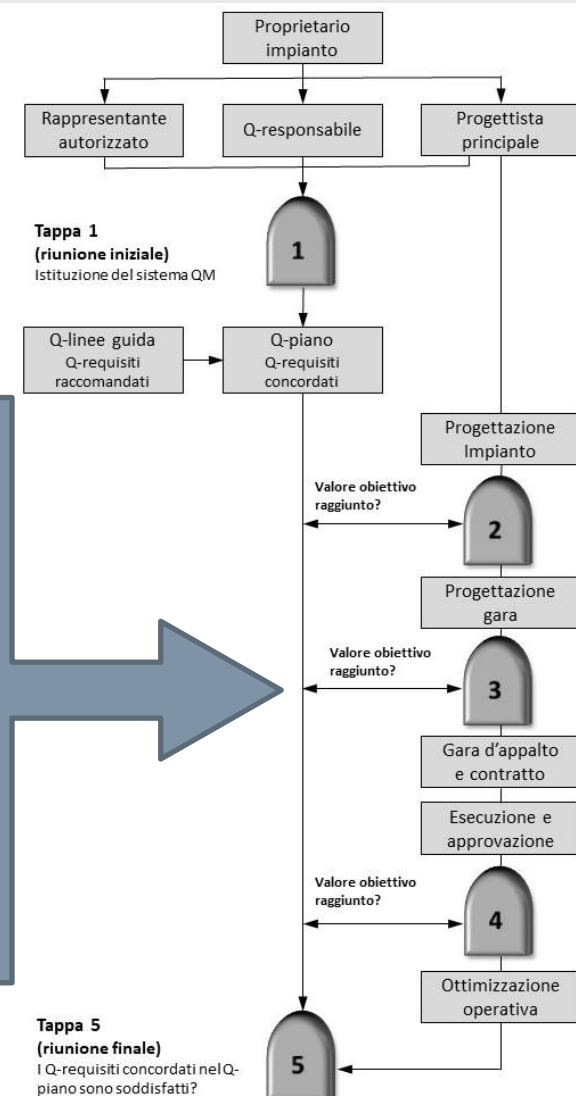 Proprietario
impianto
Rappresentante
autorizzato
Q-responsabile
Progettista
principale
Tappa 1
(riunione iniziale)
Istituzione del sistema QM
1
Q-linee guida
Q-requisiti
raccomandati
Q-piano
Q-requisiti
concordati
Progettazione
Impianto
Valore obiettivo
raggiunto?
2
Progettazione
gara
Valore obiettivo
raggiunto?
3
Gara d'appalto
e contratto
Esecuzione e
approvazione
Valore obiettivo
raggiunto?
4
Ottimizzazione
operativa
Tappa 5
(riunione finale)
I Q-requisiti concordati nel Q-
piano sono soddisfatti?
5